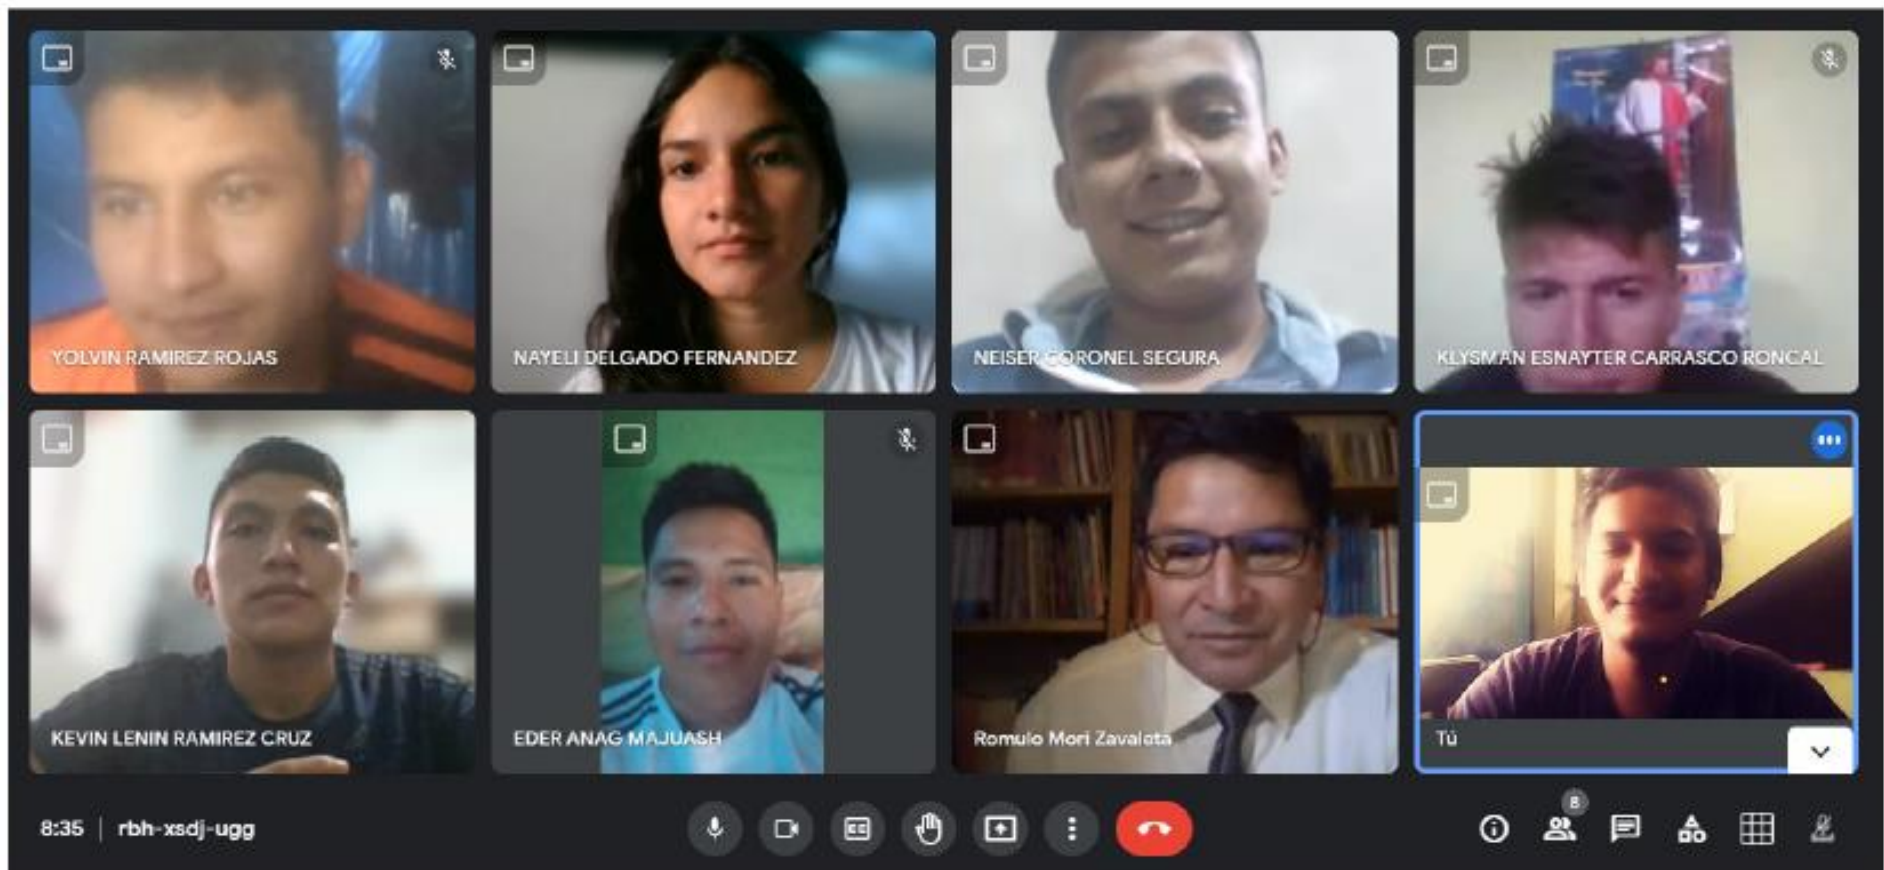 YOLVIN RAMIREZ ROJAS
NAYELI DELGADO FERNANDEZ
NEISER CORONEL SEGURA
KLYSMAN ESNAYTER CARRASCO RONCAL
KEVIN LENIN RAMIREZ CRUZ
EDER ANAG MAJUASH
Romulo Mori Zavaleta
Tú
8:35 | rbh-xsdj-ugg
CC
8